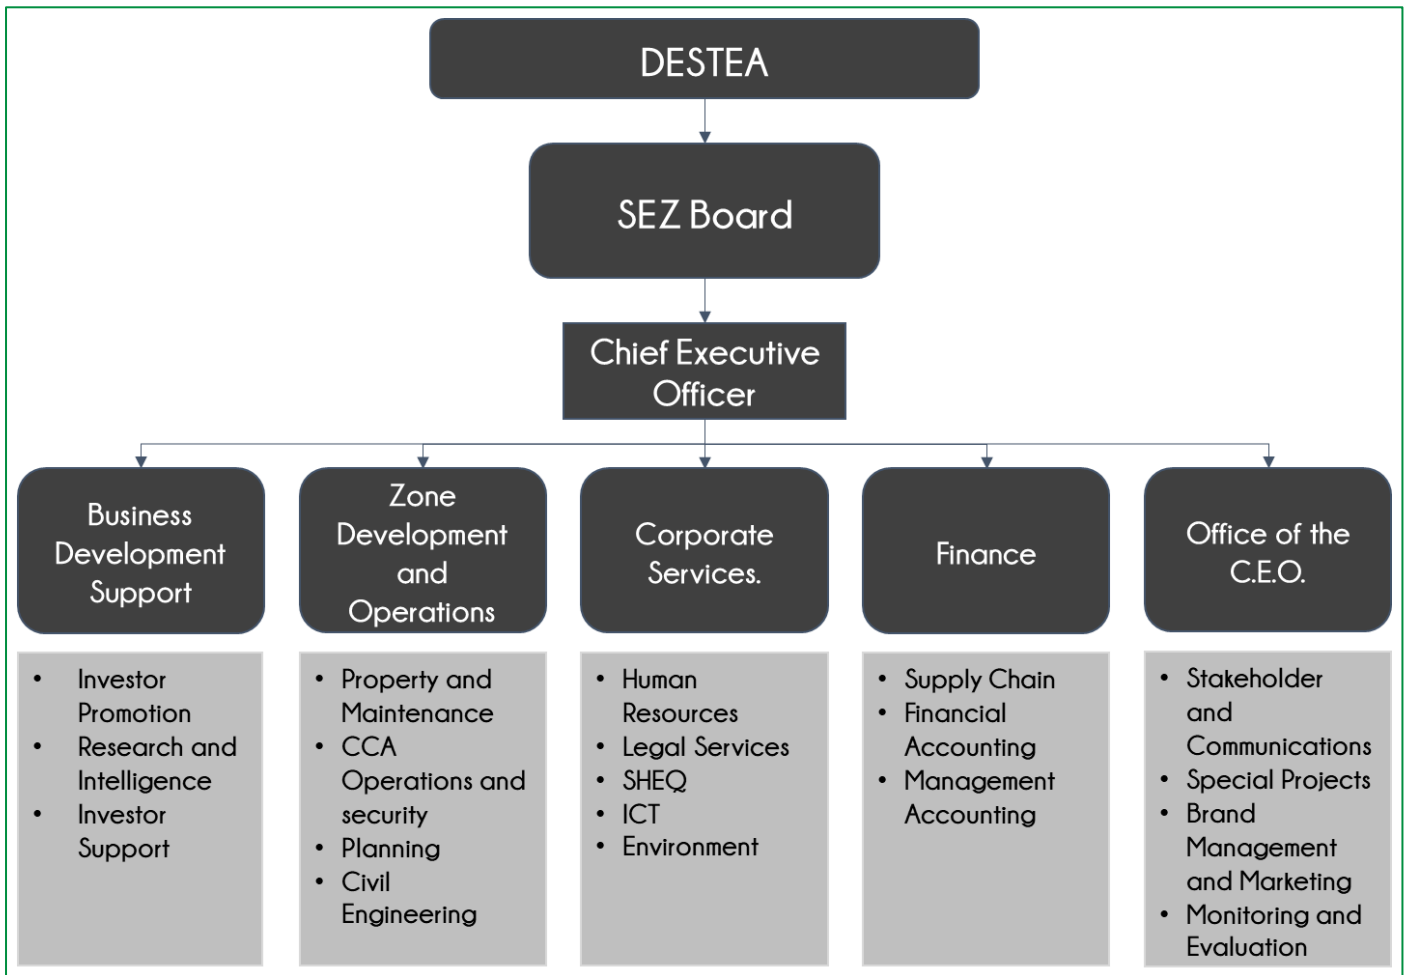 DESTEA
SEZ Board
Chief Executive
Officer
Business
Development
Support
Zone
Development
and
Operations
Corporate
Services.
Finance
Office of the
C.E.O.
• Investor
Promotion
• Research and
Intelligence
• Investor
Support
• Property and
Maintenance
• CCA
Operations and
security
• Planning
• Civil
Engineering
• Human
Resources
• Legal Services
• SHEQ
• ICT
• Environment
• Supply Chain
• Financial
Accounting
• Management
Accounting
• Stakeholder
and
Communications
• Special Projects
• Brand
Management
and Marketing
• Monitoring and
Evaluation